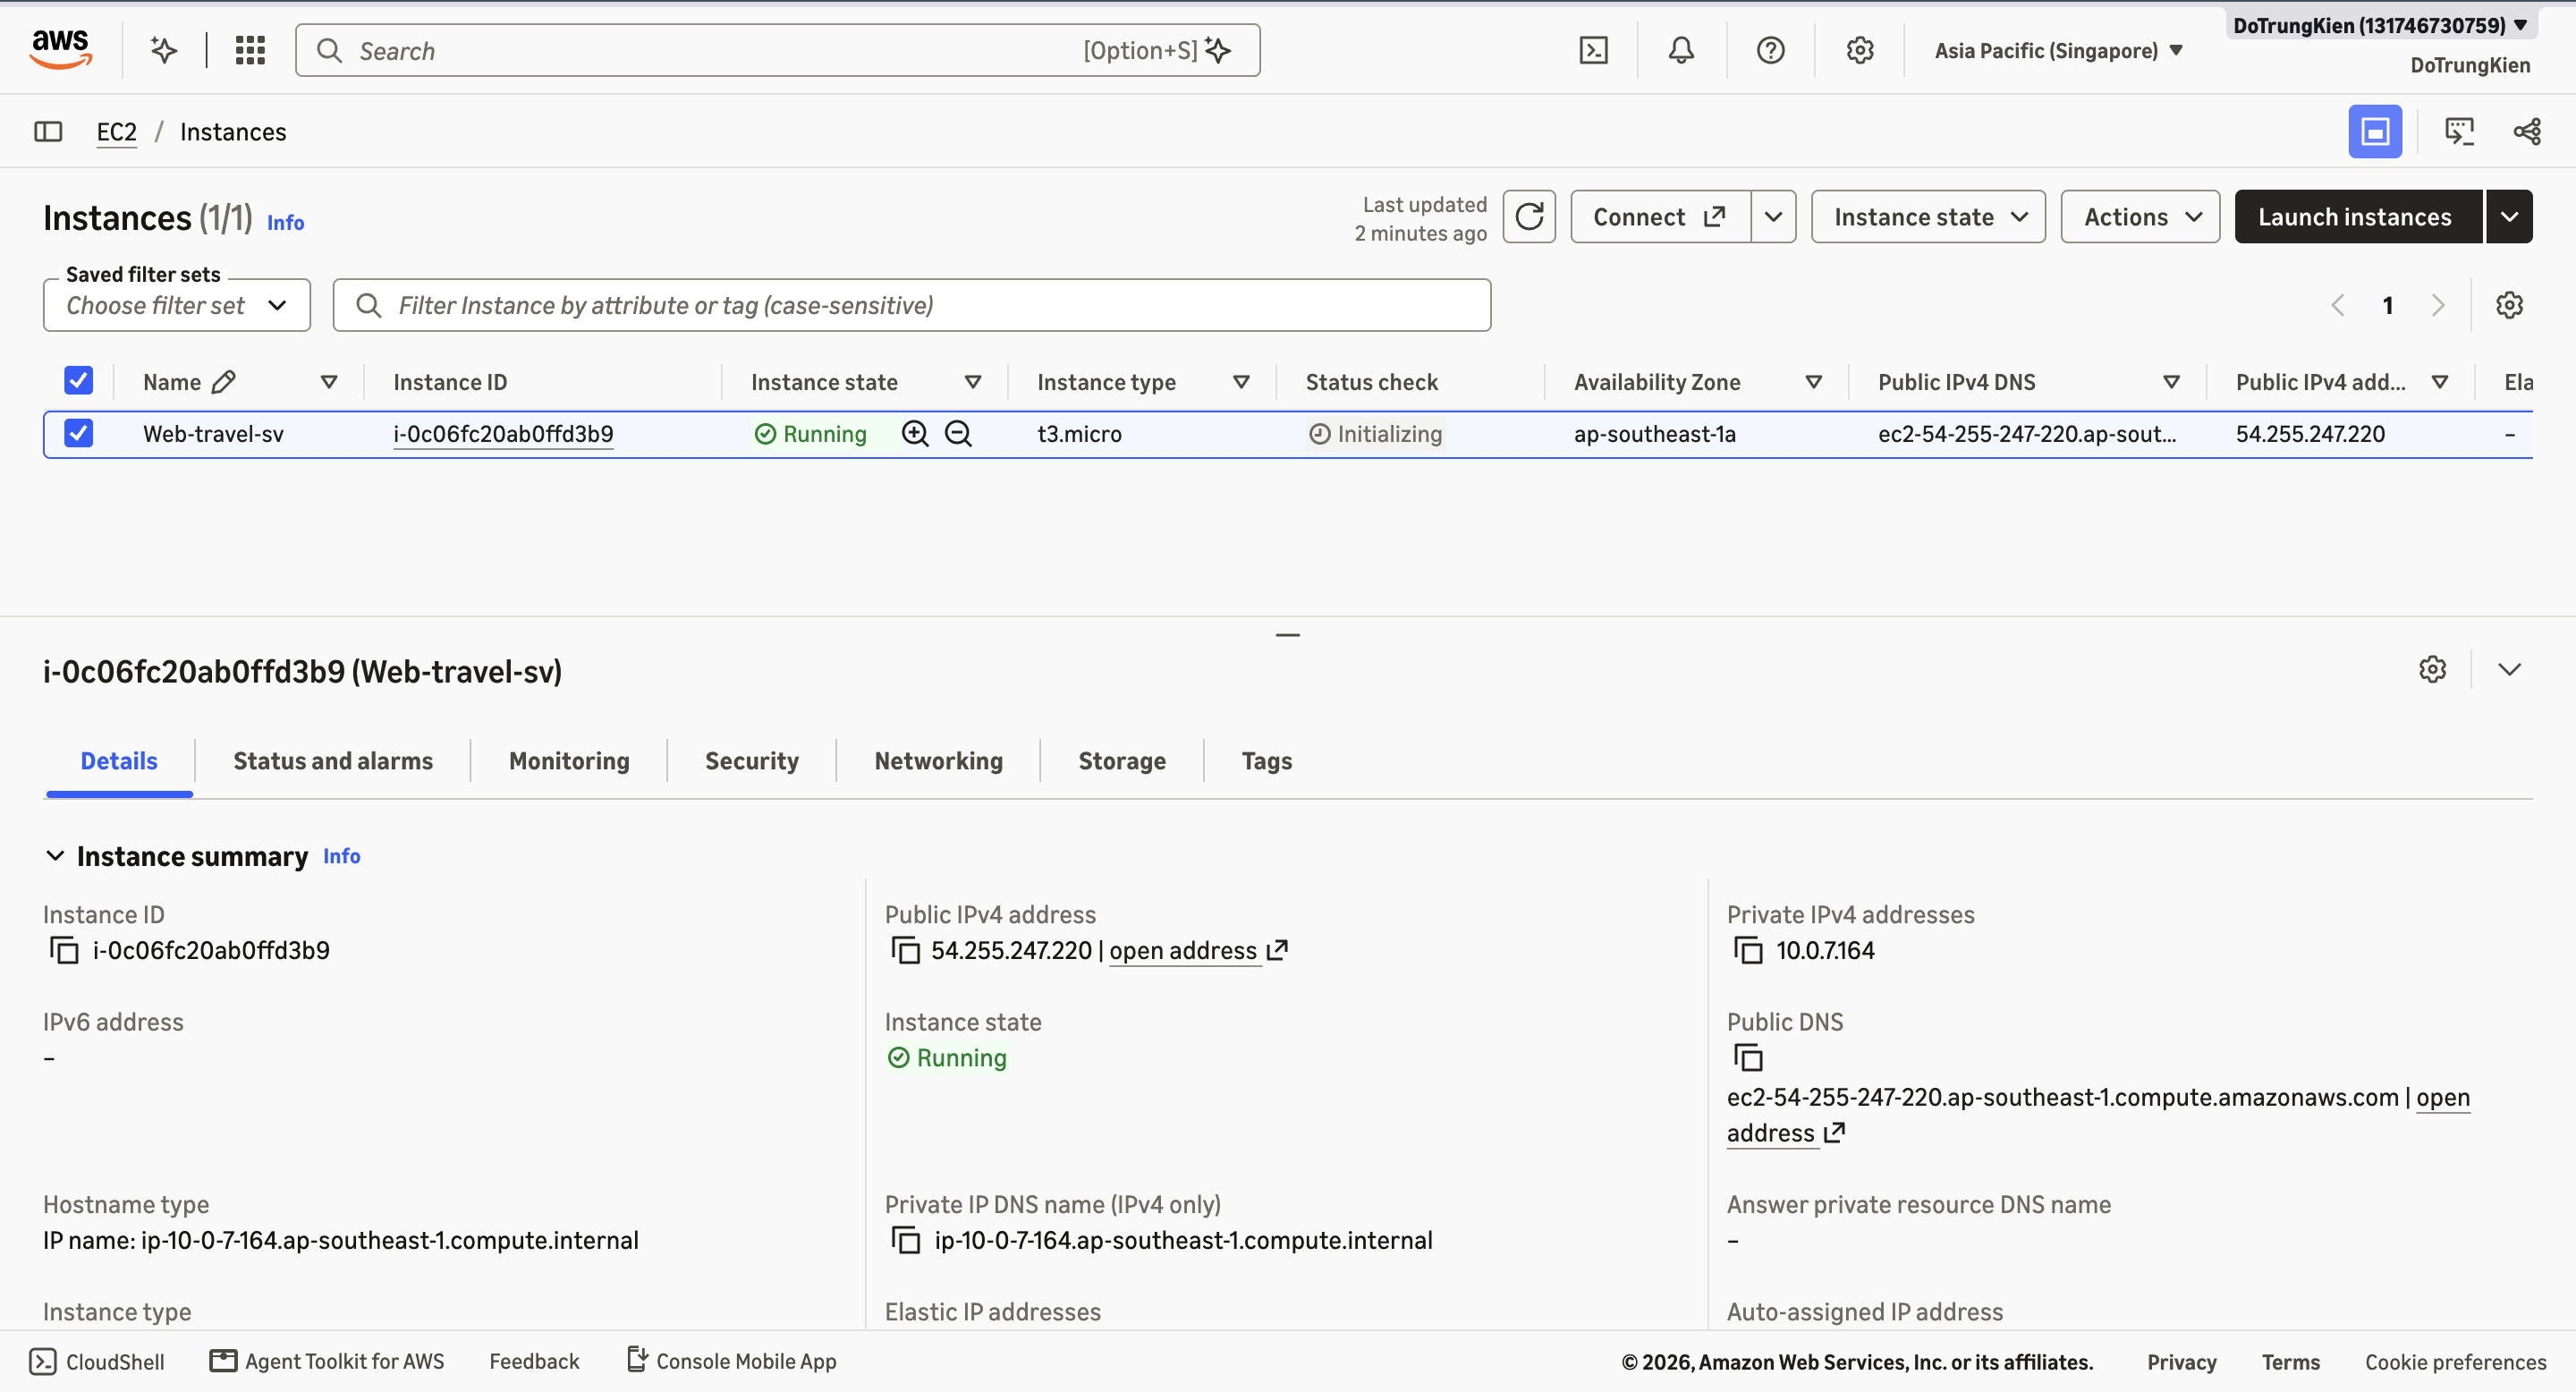 aws
Search
[Option+S]
Asia Pacific (Singapore)
DoTrungKien (131746730759)
DoTrungKien
EC2 / Instances
Instances (1/1) Info
Last updated
2 minutes ago
Connect
Instance state
Actions
Launch instances
Saved filter sets
Choose filter set
Filter Instance by attribute or tag (case-sensitive)
1
Name Instance ID Instance state Instance type Status check Availability Zone Public IPv4 DNS Public IPv4 add... Ela
Web-travel-sv i-0c06fc20ab0ffd3b9 Running t3.micro Initializing ap-southeast-1a ec2-54-255-247-220.ap-sout... 54.255.247.220 –
i-0c06fc20ab0ffd3b9 (Web-travel-sv)
Details Status and alarms Monitoring Security Networking Storage Tags
Instance summary Info
Instance ID
i-0c06fc20ab0ffd3b9
Public IPv4 address
54.255.247.220 | open address
Private IPv4 addresses
10.0.7.164
IPv6 address
–
Instance state
Running
Public DNS
ec2-54-255-247-220.ap-southeast-1.compute.amazonaws.com | open
address
Hostname type
IP name: ip-10-0-7-164.ap-southeast-1.compute.internal
Private IP DNS name (IPv4 only)
ip-10-0-7-164.ap-southeast-1.compute.internal
Answer private resource DNS name
–
Instance type
Elastic IP addresses
Auto-assigned IP address
CloudShell Agent Toolkit for AWS Feedback Console Mobile App
© 2026, Amazon Web Services, Inc. or its affiliates. Privacy Terms Cookie preferences